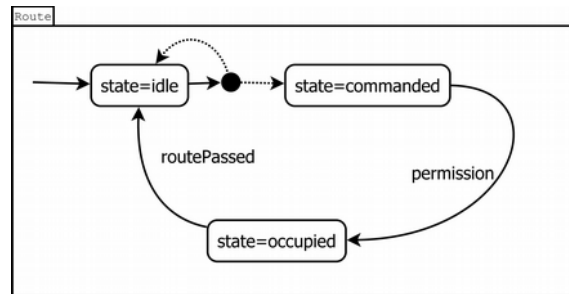 Route
state=idle
state=commanded
routePassed
permission
state=occupied